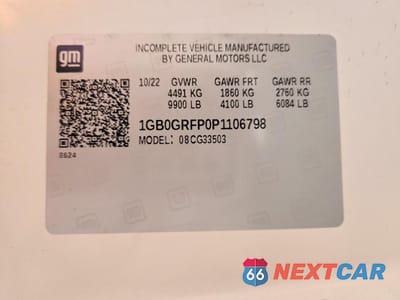 gm
INCOMPLETE VEHICLE MANUFACTURED
BY GENERAL MOTORS LLC
10/22 GVWR GAWR FRT GAWR RR
4491 KG 1860 KG 2760 KG
9900 LB 4100 LB 6084 LB
1GB0GRFP0P1106798
MODEL: 08CG33503
8624
66 NEXTCAR